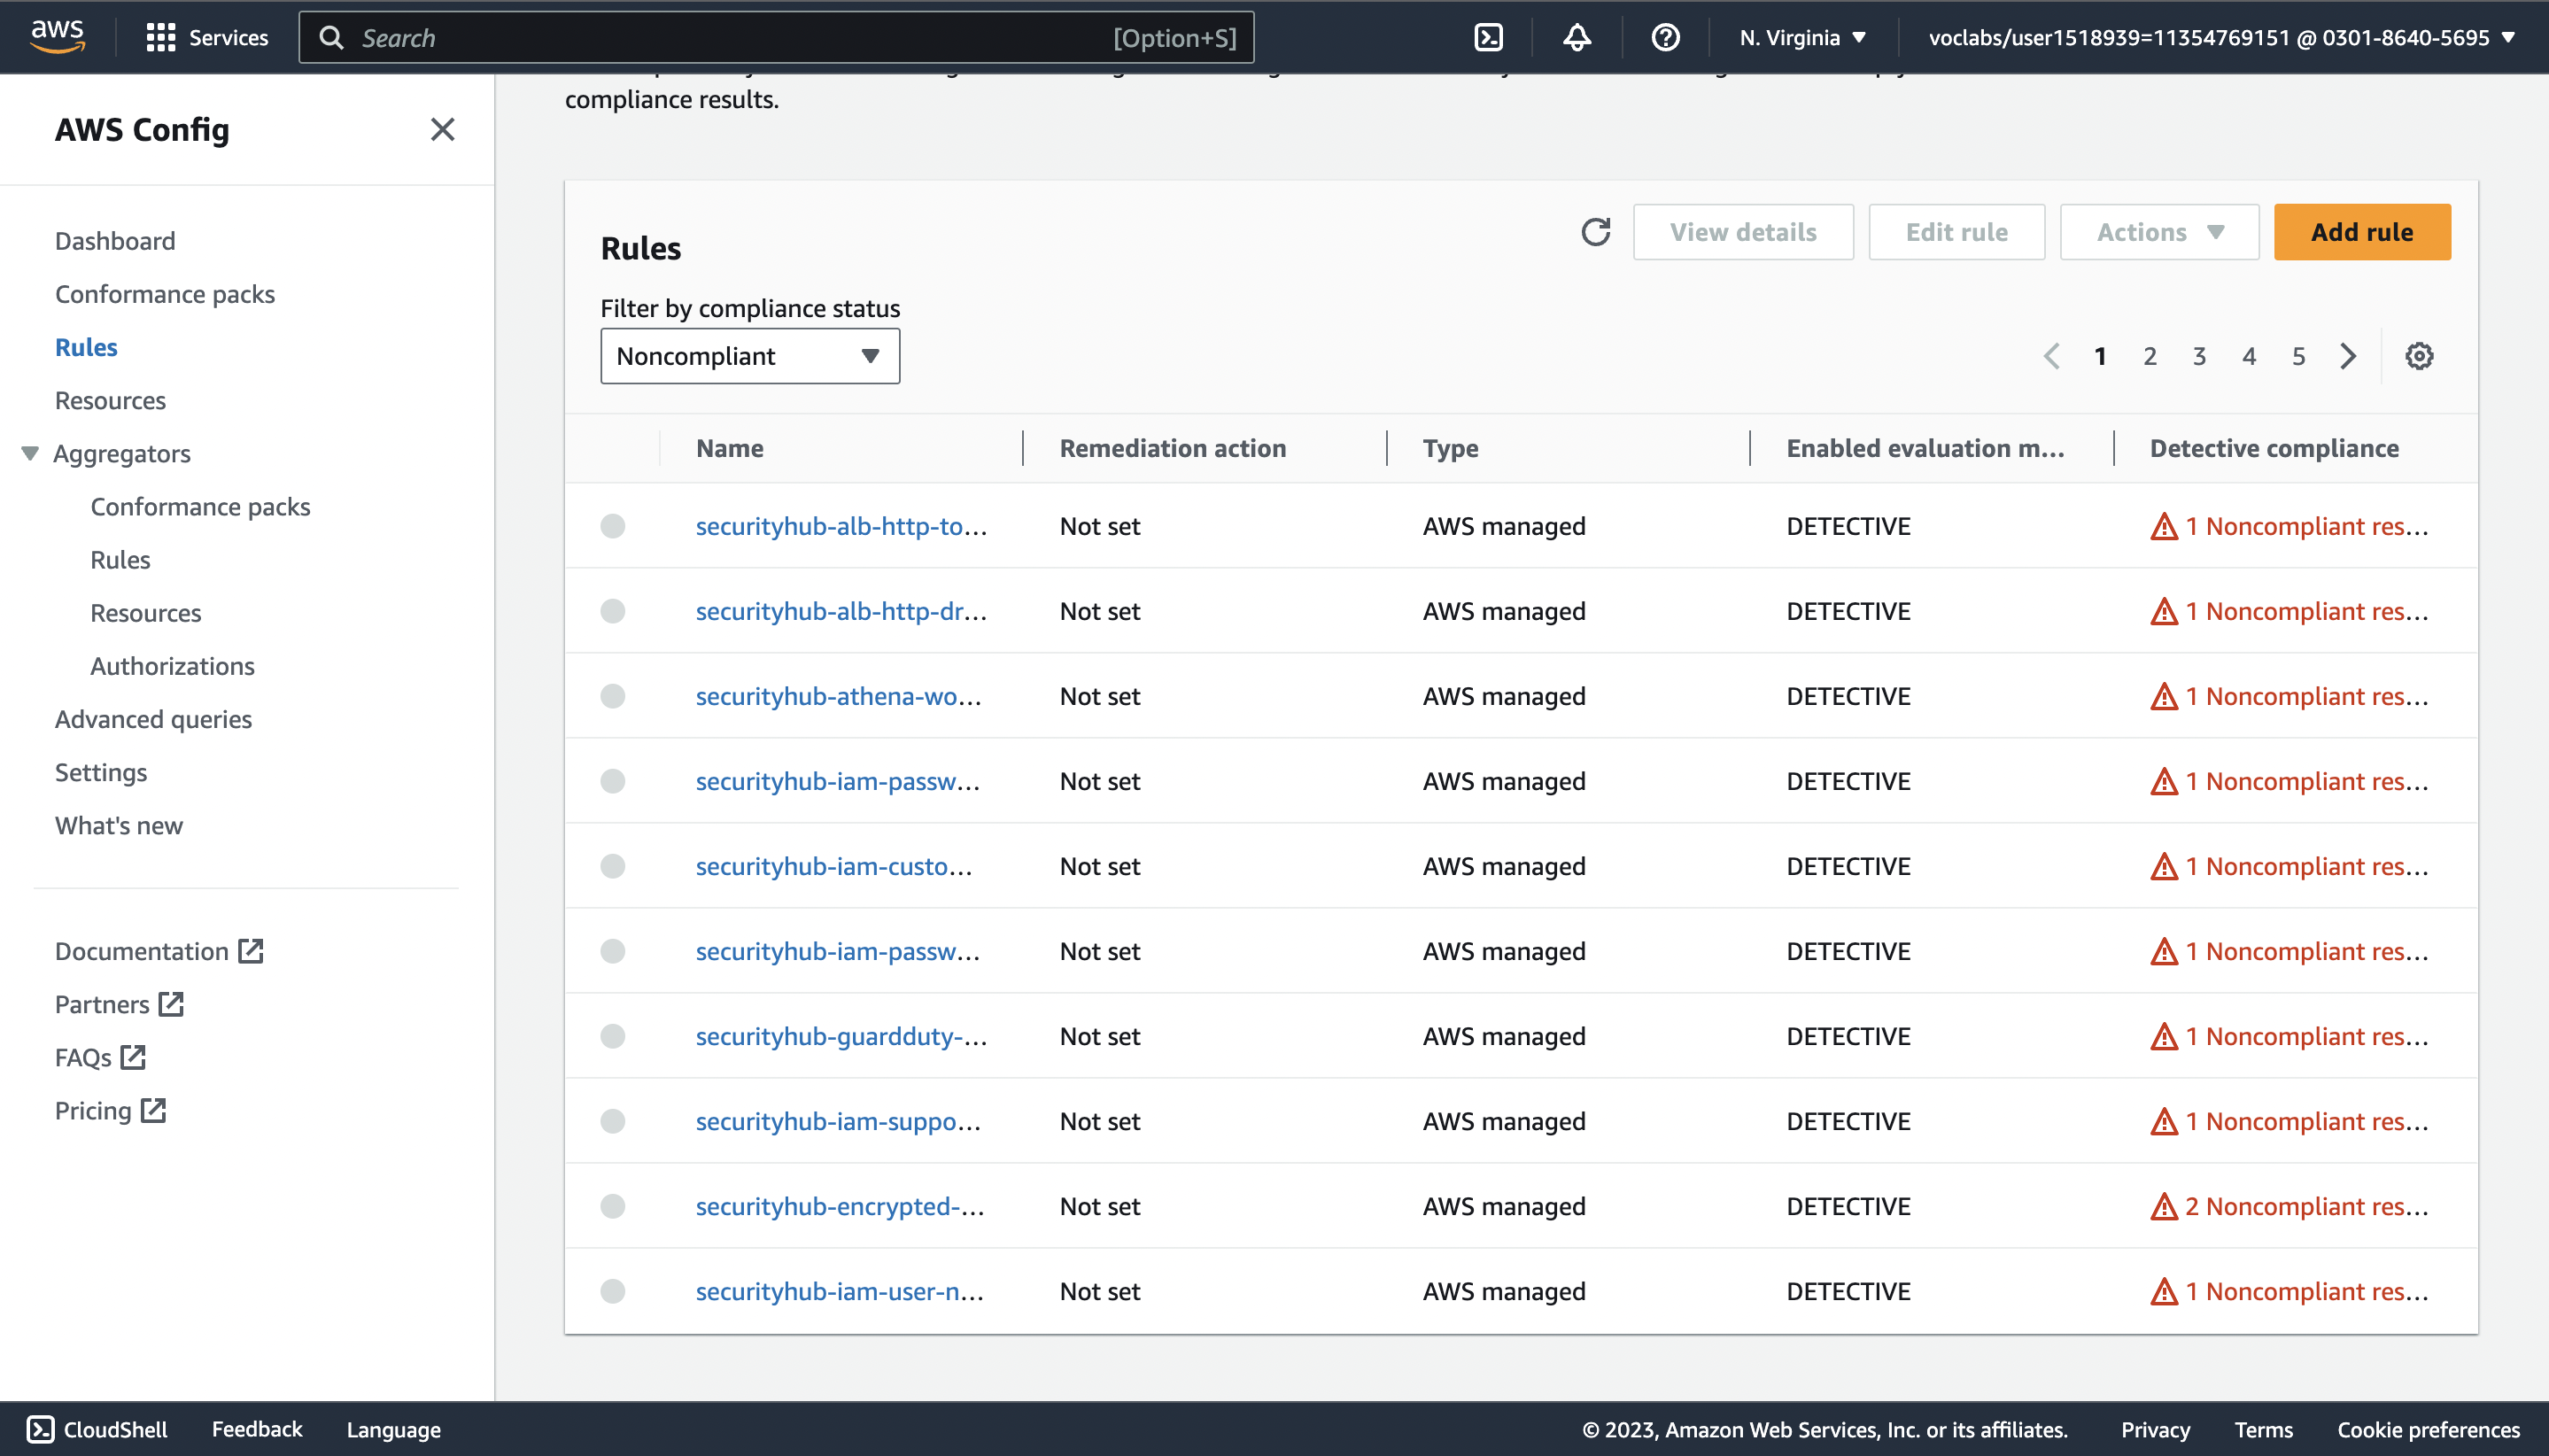 aws
Services
Search
[Option+S]
N. Virginia
voclabs/user1518939=11354769151 @ 0301-8640-5695
compliance results.
AWS Config
Dashboard
Conformance packs
Rules
Resources
Aggregators
Conformance packs
Rules
Resources
Authorizations
Advanced queries
Settings
What's new
Documentation
Partners
FAQs
Pricing
Rules
View details
Edit rule
Actions
Add rule
Filter by compliance status
Noncompliant
1 2 3 4 5
Name Remediation action Type Enabled evaluation m... Detective compliance
securityhub-alb-http-to... Not set AWS managed DETECTIVE 1 Noncompliant res...
securityhub-alb-http-dr... Not set AWS managed DETECTIVE 1 Noncompliant res...
securityhub-athena-wo... Not set AWS managed DETECTIVE 1 Noncompliant res...
securityhub-iam-passw... Not set AWS managed DETECTIVE 1 Noncompliant res...
securityhub-iam-custo... Not set AWS managed DETECTIVE 1 Noncompliant res...
securityhub-iam-passw... Not set AWS managed DETECTIVE 1 Noncompliant res...
securityhub-guardduty-... Not set AWS managed DETECTIVE 1 Noncompliant res...
securityhub-iam-suppo... Not set AWS managed DETECTIVE 1 Noncompliant res...
securityhub-encrypted-... Not set AWS managed DETECTIVE 2 Noncompliant res...
securityhub-iam-user-n... Not set AWS managed DETECTIVE 1 Noncompliant res...
CloudShell
Feedback
Language
© 2023, Amazon Web Services, Inc. or its affiliates.
Privacy
Terms
Cookie preferences